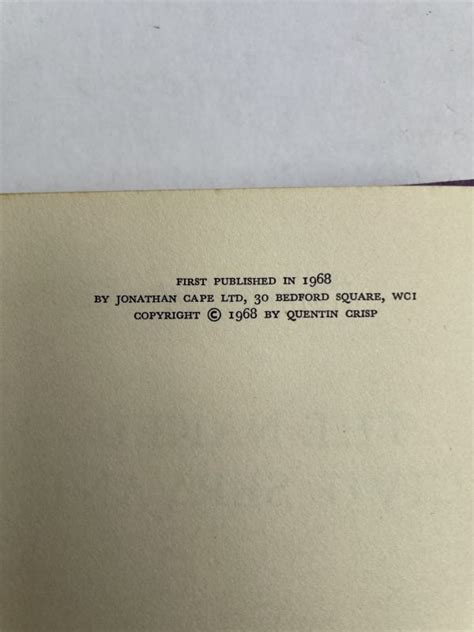 FIRST PUBLISHED IN 1968
BY JONATHAN CAPE LTD, 30 BEDFORD SQUARE, WC1
COPYRIGHT © 1968 BY QUENTIN CRISP